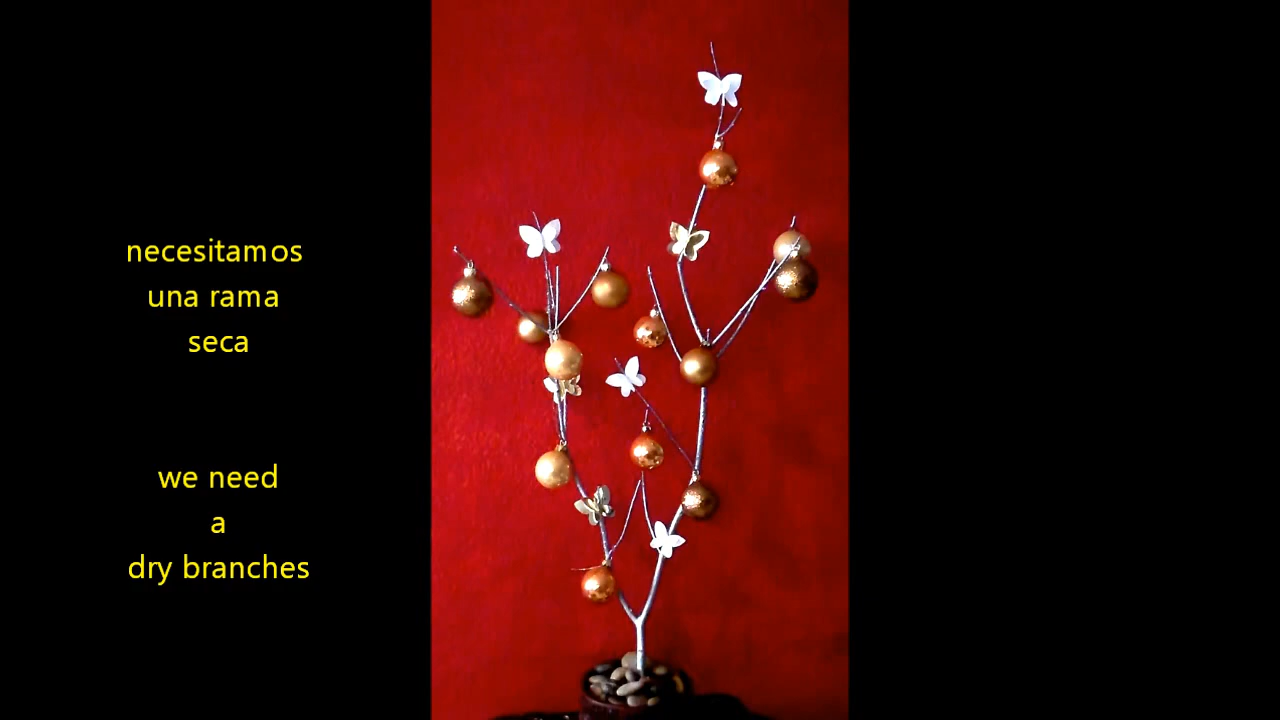 necesitamos
una rama
seca
we need
a
dry branches